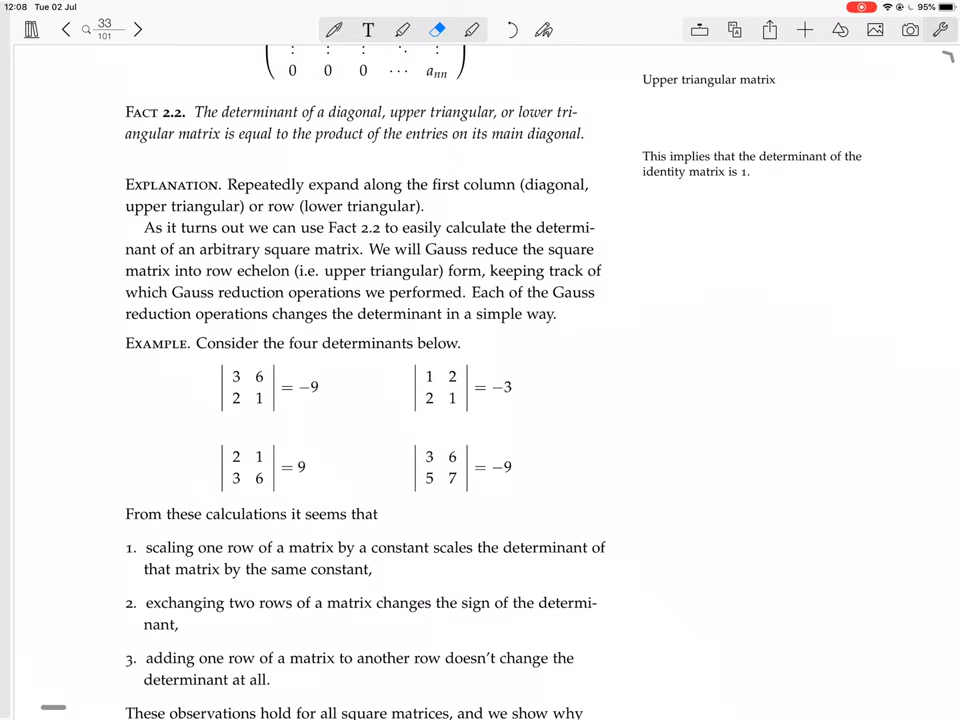 12:08 Tue 02 Jul 95%
33
101
T
⋮ ⋮ ⋮ ⋱ ⋮
0 0 0 ⋯ aₙₙ
Upper triangular matrix
FACT 2.2. The determinant of a diagonal, upper triangular, or lower tri-
angular matrix is equal to the product of the entries on its main diagonal.
This implies that the determinant of the
identity matrix is 1.
EXPLANATION. Repeatedly expand along the first column (diagonal,
upper triangular) or row (lower triangular).
As it turns out we can use Fact 2.2 to easily calculate the determi-
nant of an arbitrary square matrix. We will Gauss reduce the square
matrix into row echelon (i.e. upper triangular) form, keeping track of
which Gauss reduction operations we performed. Each of the Gauss
reduction operations changes the determinant in a simple way.
EXAMPLE. Consider the four determinants below.
| 3 6 |
| 2 1 | = −9
| 1 2 |
| 2 1 | = −3
| 2 1 |
| 3 6 | = 9
| 3 6 |
| 5 7 | = −9
From these calculations it seems that
1. scaling one row of a matrix by a constant scales the determinant of
that matrix by the same constant,
2. exchanging two rows of a matrix changes the sign of the determi-
nant,
3. adding one row of a matrix to another row doesn't change the
determinant at all.
These observations hold for all square matrices, and we show why